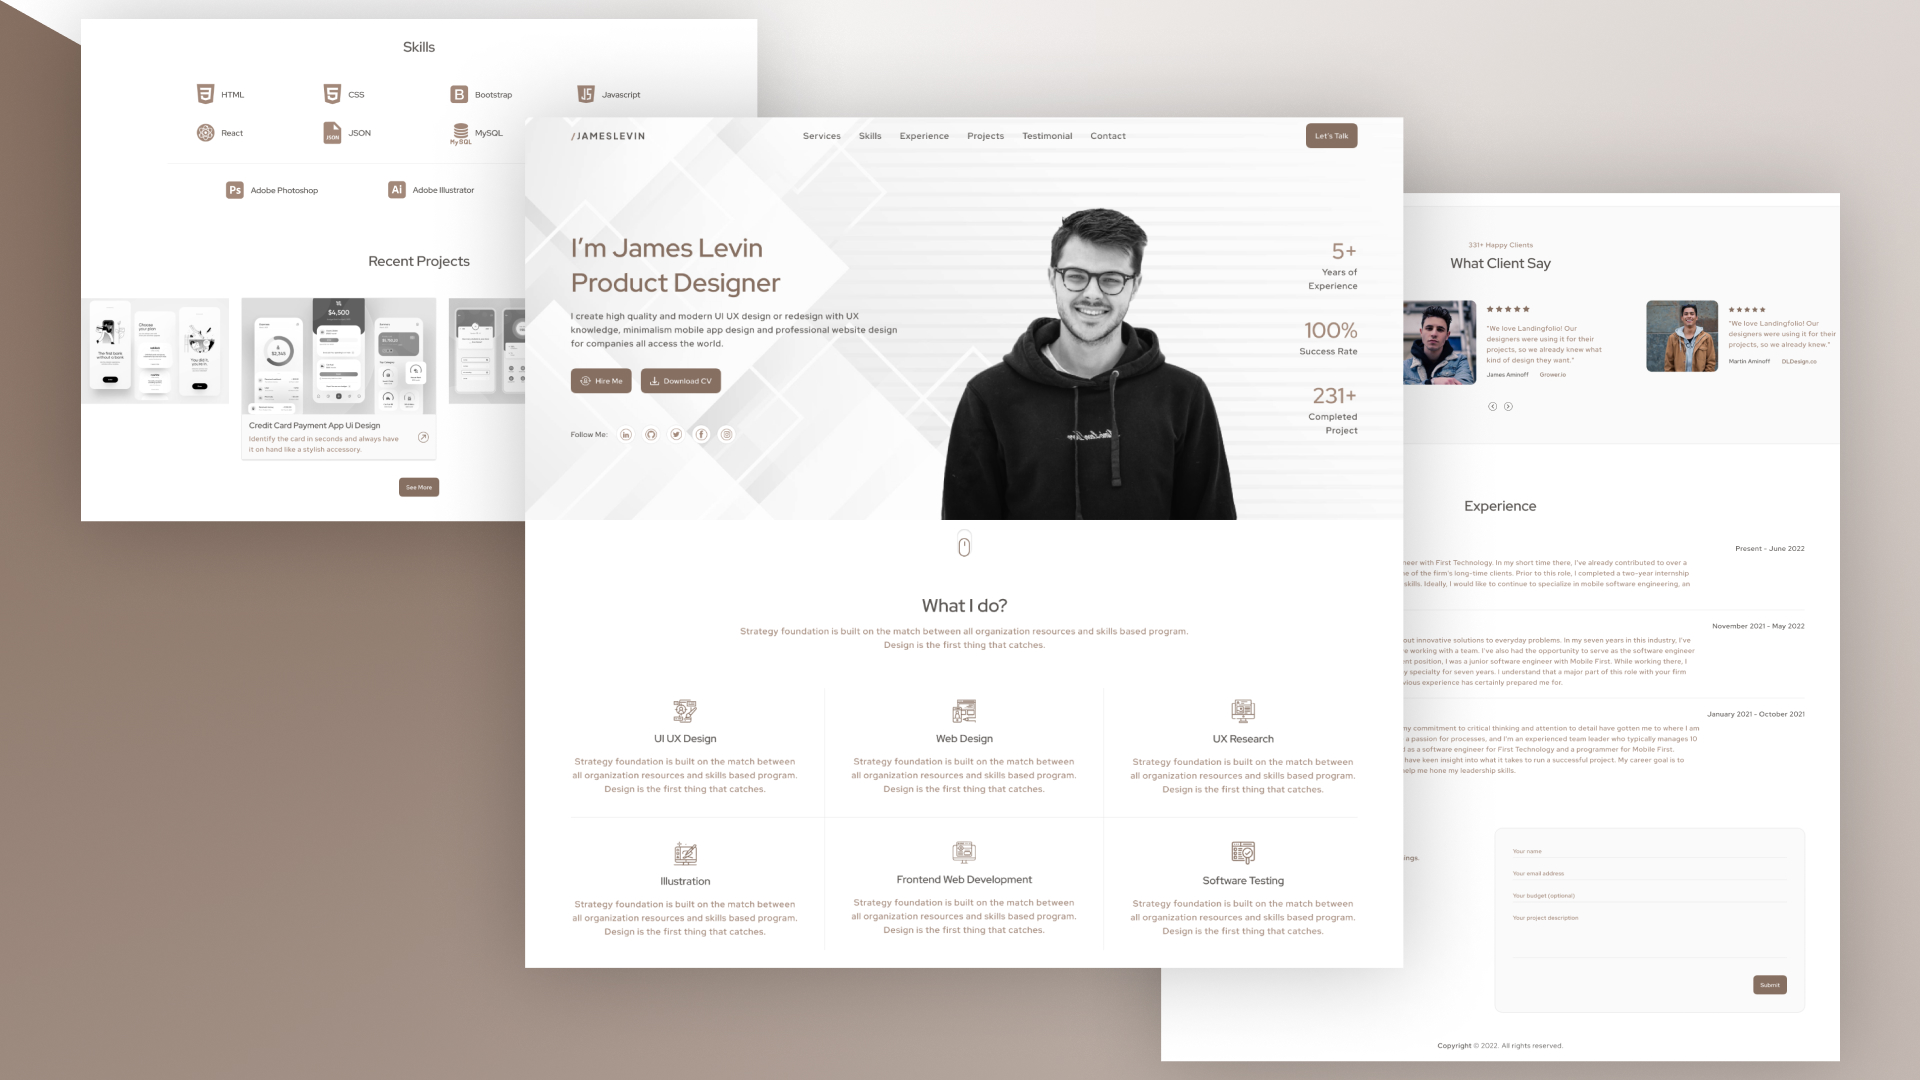 Skills
HTML
CSS
Bootstrap
Javascript
React
JSON
JSON
MySQL
MySQL
Ps
Adobe Photoshop
Ai
Adobe Illustrator
Recent Projects
Choose
your plan
The first bank
without a bank
You did it,
$4,500
$2,345
Credit Card Payment App Ui Design
Identify the card in seconds and always have
it on hand like a stylish accessory.
See More
/JAMESLEVIN
Services
Skills
Experience
Projects
Testimonial
Contact
Let's Talk
I'm James Levin
Product Designer
I create high quality and modern UI UX design or redesign with UX
knowledge, minimalism mobile app design and professional website design
for companies all access the world.
Hire Me
Download CV
Follow Me:
5+
Years of
Experience
100%
Success Rate
231+
Completed
Project
What I do?
Strategy foundation is built on the match between all organization resources and skills based program.
Design is the first thing that catches.
UI UX Design
Strategy foundation is built on the match between
all organization resources and skills based program.
Design is the first thing that catches.
Web Design
Strategy foundation is built on the match between
all organization resources and skills based program.
Design is the first thing that catches.
UX Research
Strategy foundation is built on the match between
all organization resources and skills based program.
Design is the first thing that catches.
Illustration
Strategy foundation is built on the match between
all organization resources and skills based program.
Design is the first thing that catches.
Frontend Web Development
Strategy foundation is built on the match between
all organization resources and skills based program.
Design is the first thing that catches.
Software Testing
Strategy foundation is built on the match between
all organization resources and skills based program.
Design is the first thing that catches.
331+ Happy Clients
What Client Say
"We love Landingfolio! Our
designers were using it for their
projects, so we already knew what
kind of design they want."
James Aminoff
Grower.io
"We love Landingfolio! Our
designers were using it for their
projects, so we already knew."
Martin Aminoff
DLDesign.co
Experience
Present - June 2022
neer with First Technology. In my short time there, I've already contributed to over a
e of the firm's long-time clients. Prior to this role, I completed a two-year internship
skills. Ideally, I would like to continue to specialize in mobile software engineering, an
November 2021 - May 2022
out innovative solutions to everyday problems. In my seven years in this industry, I've
e working with a team. I've also had the opportunity to serve as the software engineer
nt position, I was a junior software engineer with Mobile First. While working there, I
y specialty for seven years. I understand that a major part of this role with your firm
vious experience has certainly prepared me for.
January 2021 - October 2021
my commitment to critical thinking and attention to detail have gotten me to where I am
a passion for processes, and I'm an experienced team leader who typically manages 10
d as a software engineer for First Technology and a programmer for Mobile First.
have keen insight into what it takes to run a successful project. My career goal is to
elp me hone my leadership skills.
ings.
Your name
Your email address
Your budget (optional)
Your project description
Submit
Copyright © 2022. All rights reserved.